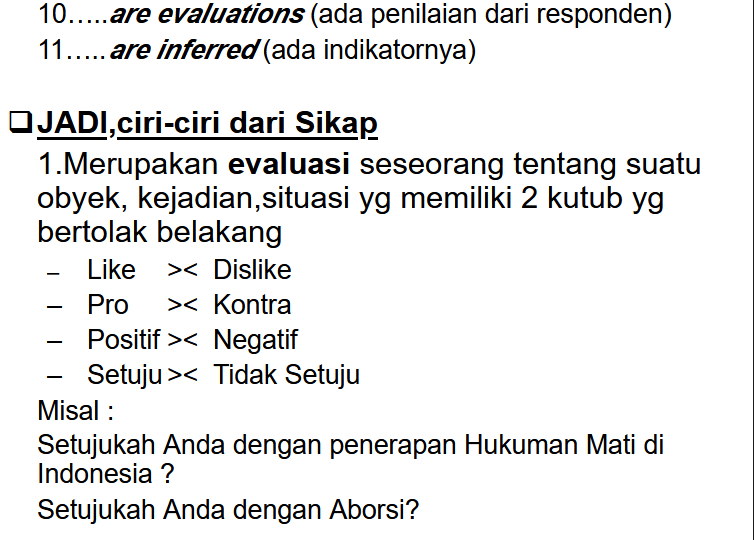 10…..are evaluations (ada penilaian dari responden)
11…..are inferred (ada indikatornya)
JADI,ciri-ciri dari Sikap
1.Merupakan evaluasi seseorang tentang suatu
obyek, kejadian,situasi yg memiliki 2 kutub yg
bertolak belakang
– Like >< Dislike
– Pro >< Kontra
– Positif >< Negatif
– Setuju >< Tidak Setuju
Misal :
Setujukah Anda dengan penerapan Hukuman Mati di
Indonesia ?
Setujukah Anda dengan Aborsi?